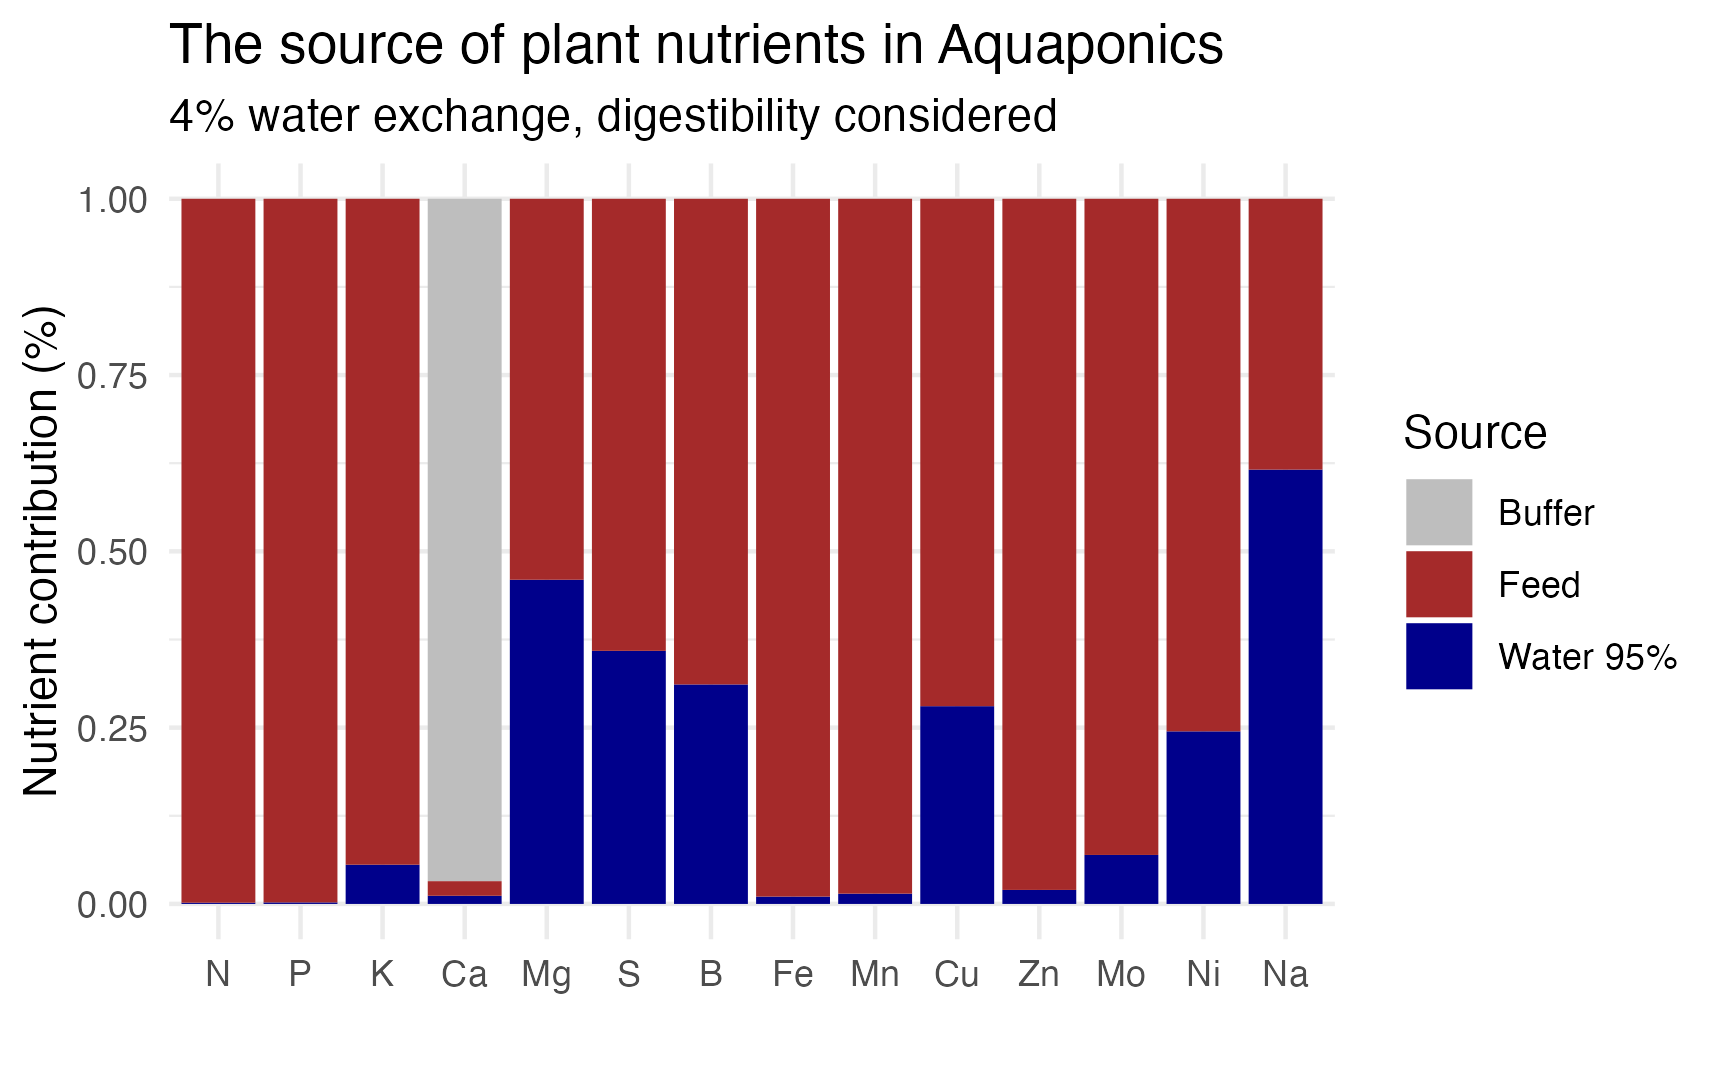 The source of plant nutrients in Aquaponics
4% water exchange, digestibility considered
Nutrient contribution (%)
1.00
0.75
0.50
0.25
0.00
N P K Ca Mg S B Fe Mn Cu Zn Mo Ni Na
Source
Buffer
Feed
Water 95%